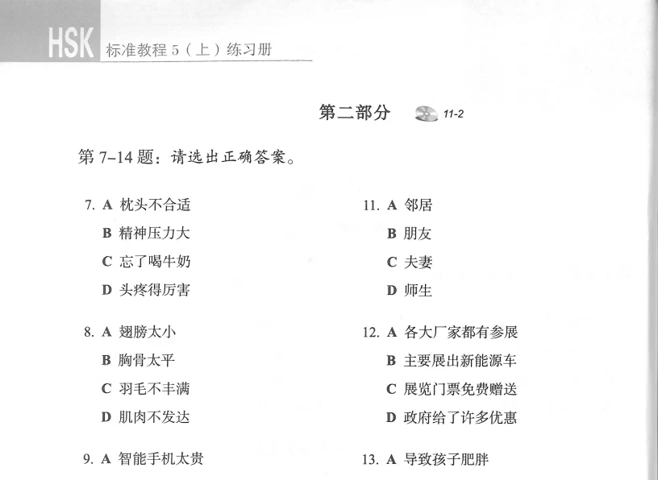 HSK 标准教程 5（上）练习册
第二部分 11-2
第 7–14 题：请选出正确答案。
7. A 枕头不合适
B 精神压力大
C 忘了喝牛奶
D 头疼得厉害
8. A 翅膀太小
B 胸骨太平
C 羽毛不丰满
D 肌肉不发达
9. A 智能手机太贵
11. A 邻居
B 朋友
C 夫妻
D 师生
12. A 各大厂家都有参展
B 主要展出新能源车
C 展览门票免费赠送
D 政府给了许多优惠
13. A 导致孩子肥胖